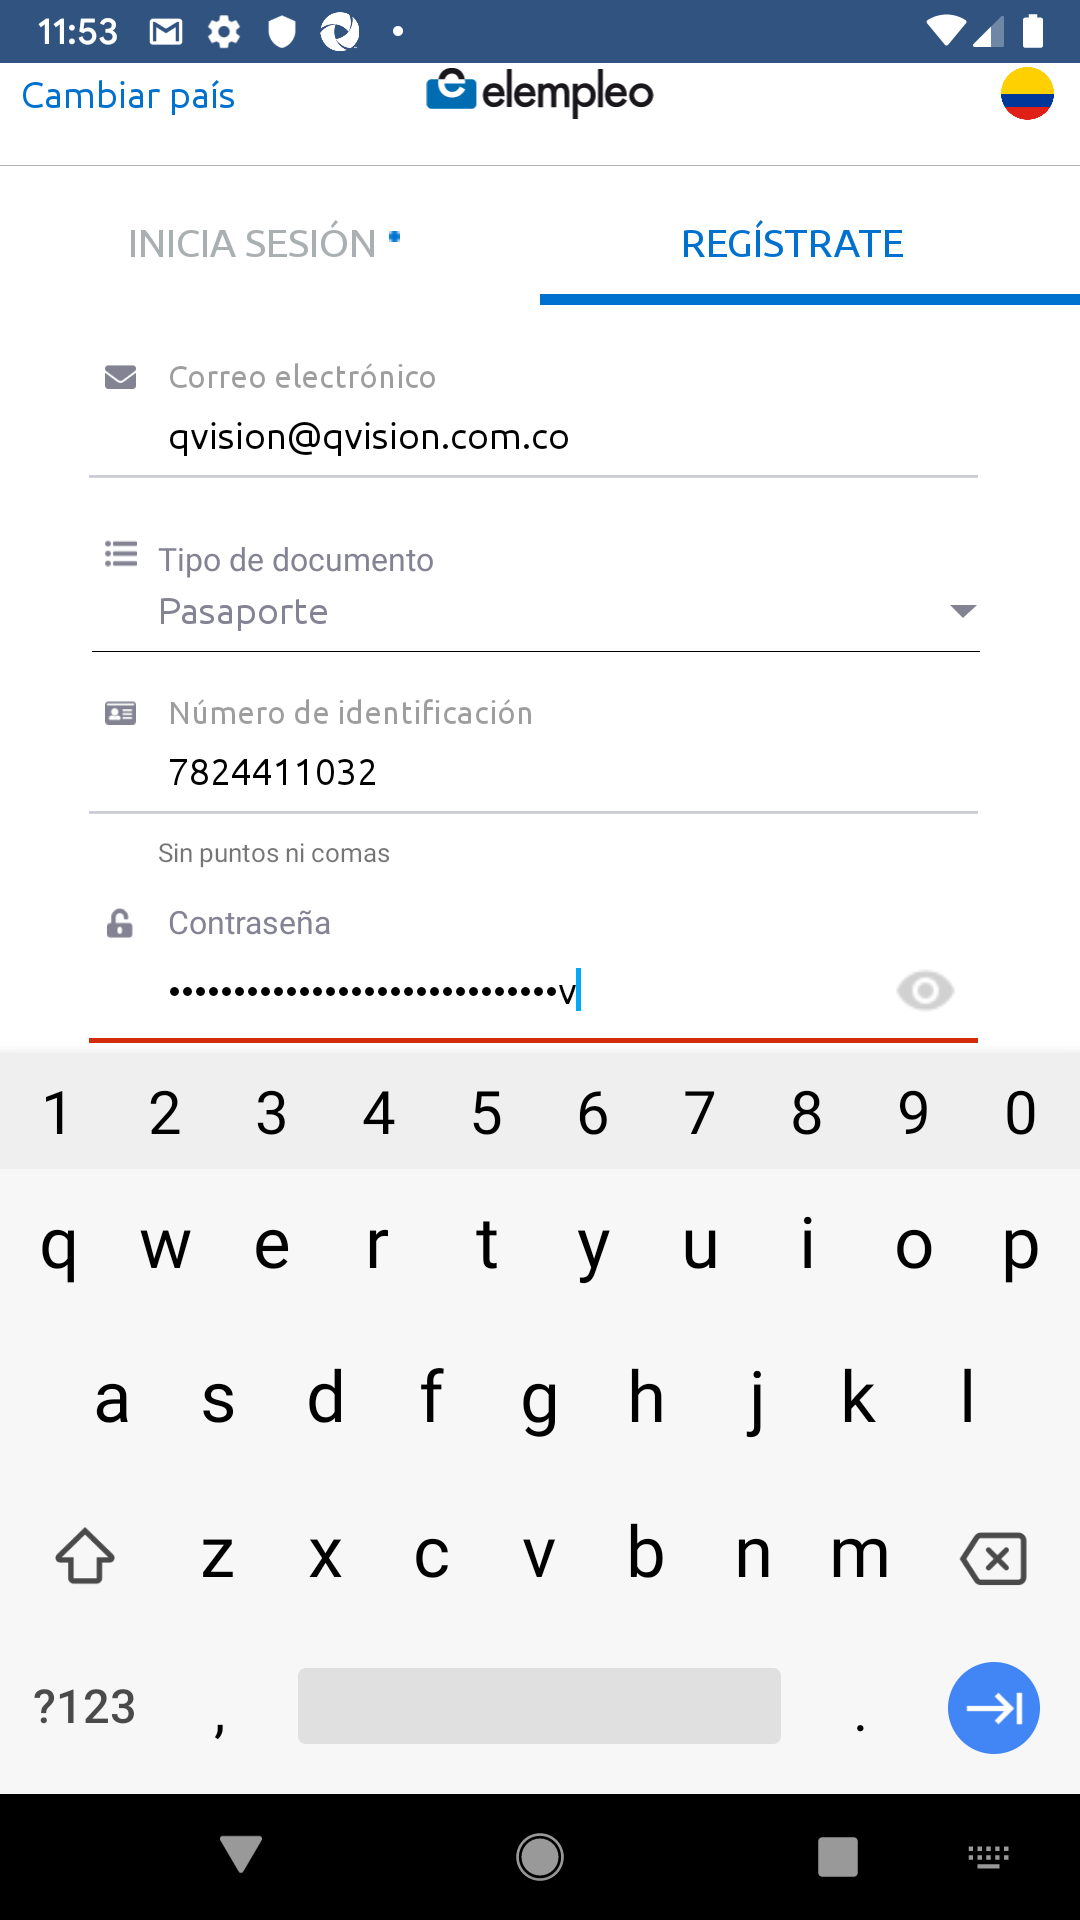 11:53
Cambiar país
elempleo
INICIA SESIÓN
REGÍSTRATE
Correo electrónico
qvision@qvision.com.co
Tipo de documento
Pasaporte
Número de identificación
7824411032
Sin puntos ni comas
Contraseña
••••••••••••••••••••••••••••••v
1 2 3 4 5 6 7 8 9 0
q w e r t y u i o p
a s d f g h j k l
z x c v b n m
?123 , .